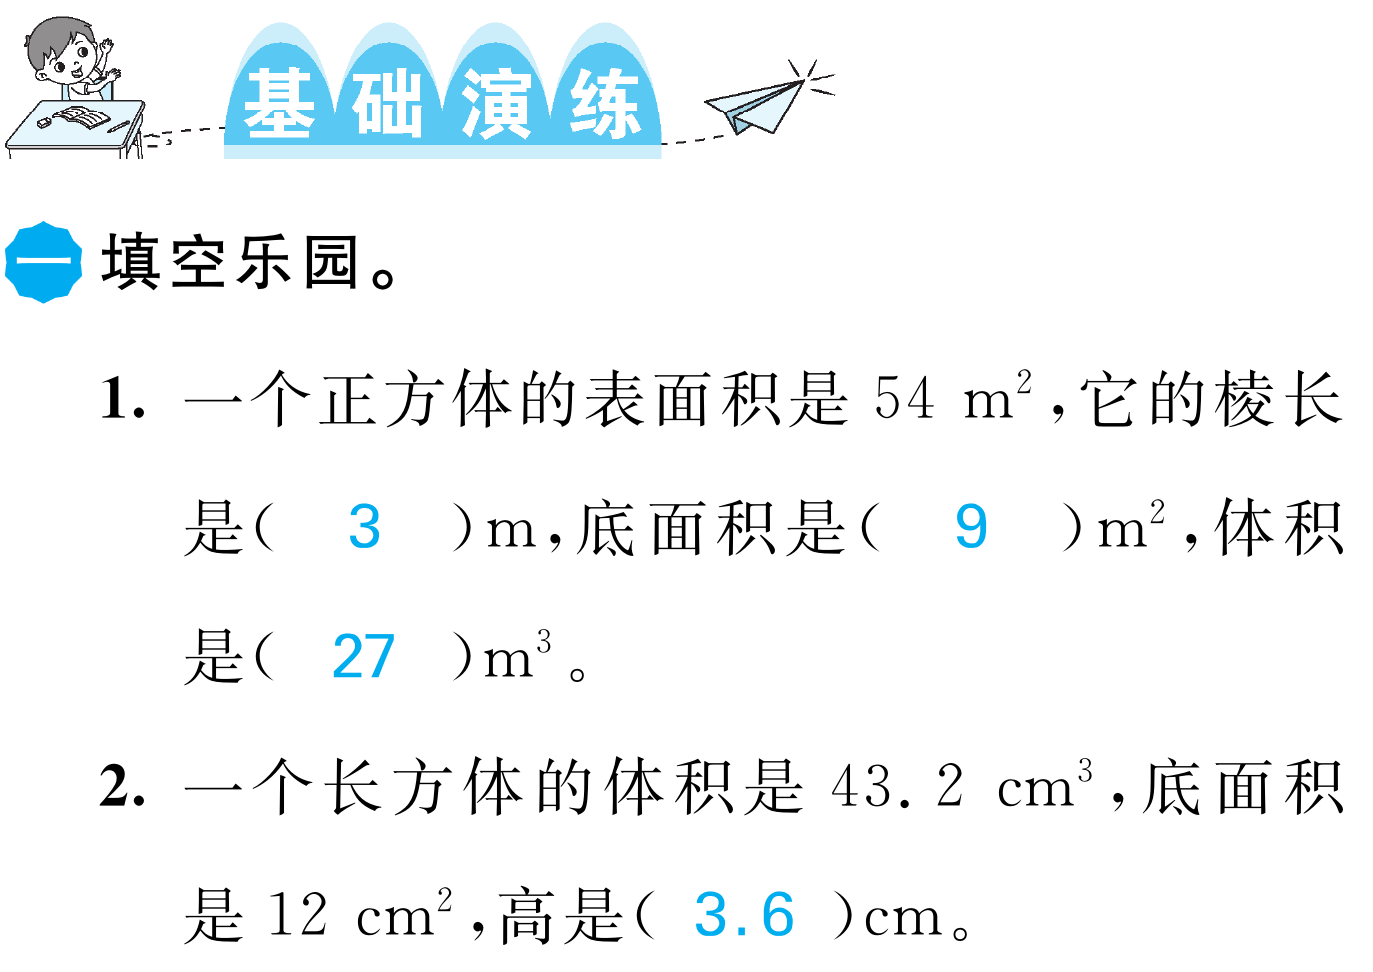 基础演练
一 填空乐园。
1. 一个正方体的表面积是 54 m²,它的棱长
是( 3 )m,底面积是( 9 )m²,体积
是( 27 )m³。
2. 一个长方体的体积是 43.2 cm³,底面积
是 12 cm²,高是( 3.6 )cm。